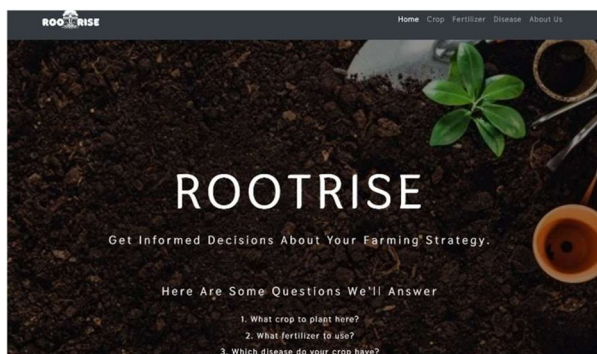 ROOTRISE
Home Crop Fertilizer Disease About Us
ROOTRISE
Get Informed Decisions About Your Farming Strategy.
Here Are Some Questions We'll Answer
1. What crop to plant here?
2. What fertilizer to use?
3. Which disease do your crop have?